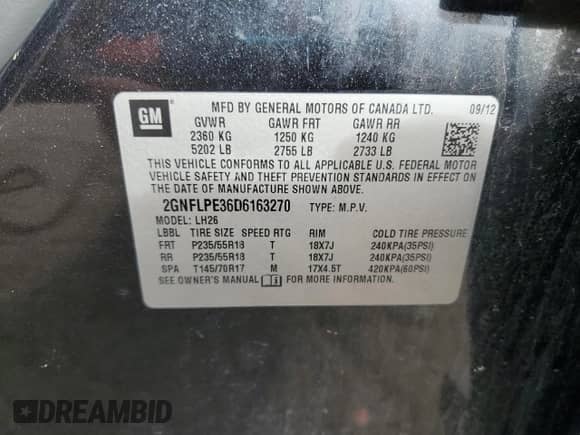 GM
MFD BY GENERAL MOTORS OF CANADA LTD. 09/12
GVWR GAWR FRT GAWR RR
2360 KG 1250 KG 1240 KG
5202 LB 2755 LB 2733 LB
THIS VEHICLE CONFORMS TO ALL APPLICABLE U.S. FEDERAL MOTOR
VEHICLE SAFETY AND THEFT PREVENTION STANDARDS IN EFFECT ON
THE DATE OF MANUFACTURE SHOWN ABOVE.
2GNFLPE36D6163270 TYPE: M.P.V.
MODEL: LH26
LBBL TIRE SIZE SPEED RTG RIM COLD TIRE PRESSURE
FRT P235/55R18 T 18X7J 240KPA(35PSI)
RR P235/55R18 T 18X7J 240KPA(35PSI)
SPA T145/70R17 M 17X4.5T 420KPA(60PSI)
SEE OWNER'S MANUAL FOR MORE INFORMATION
DREAMBID